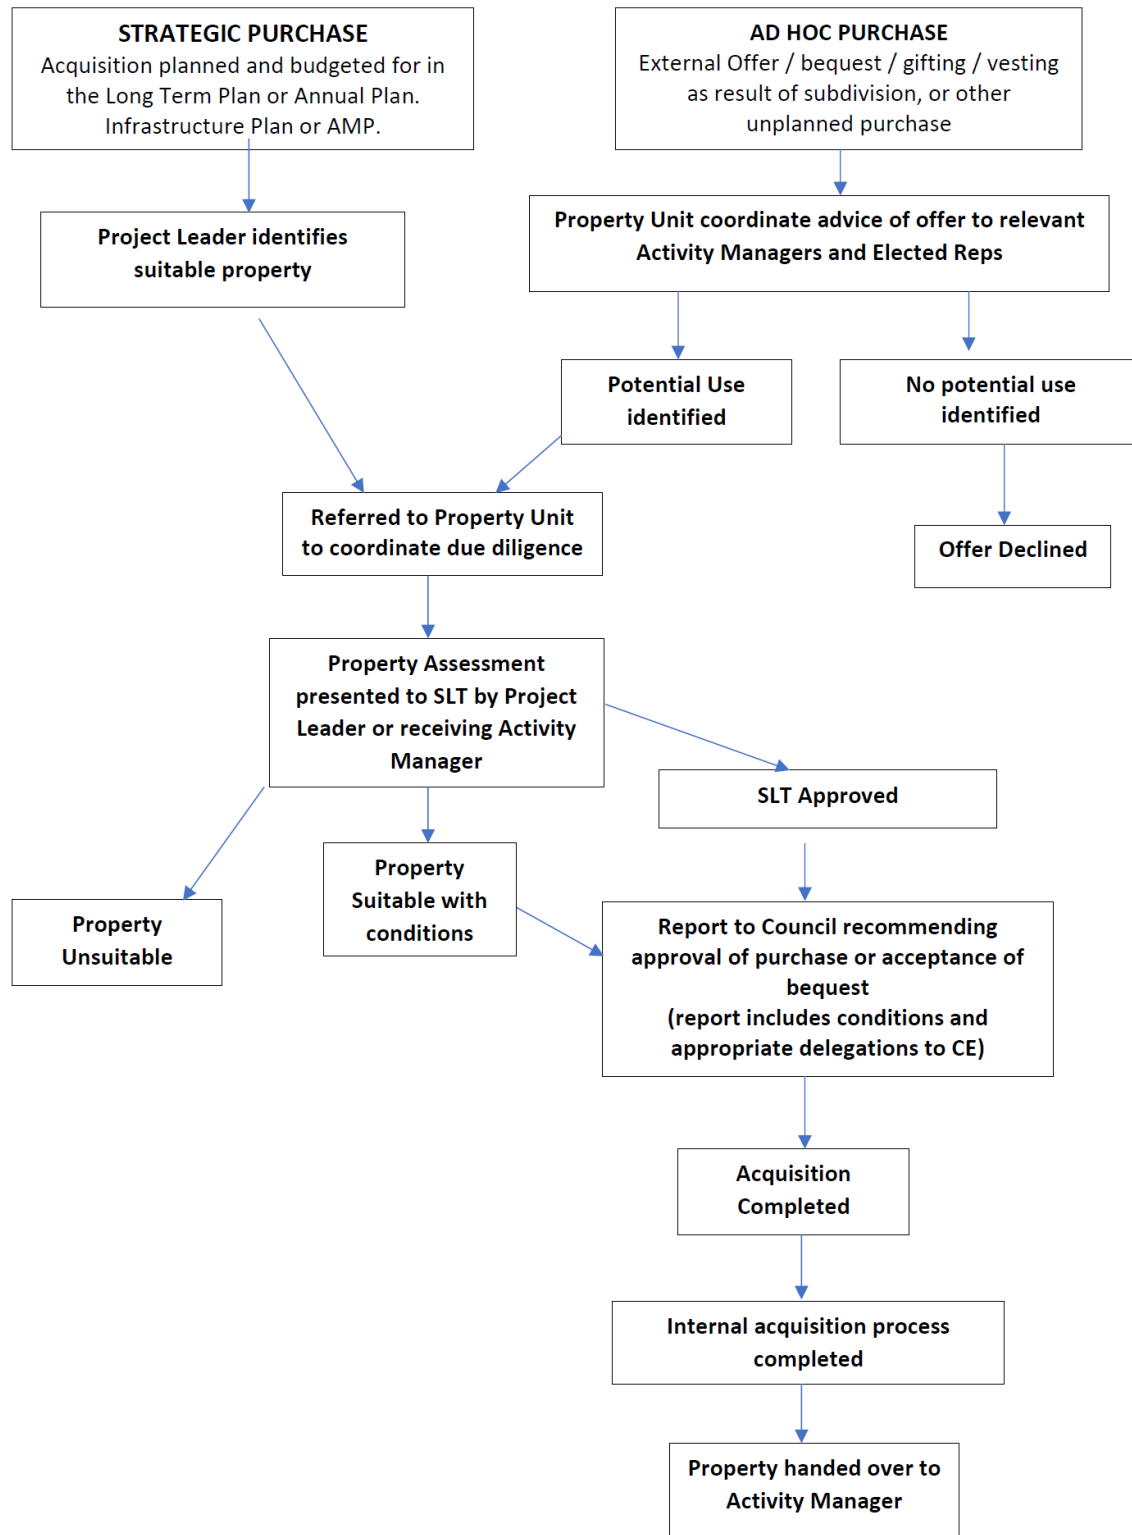 STRATEGIC PURCHASE
Acquisition planned and budgeted for in
the Long Term Plan or Annual Plan.
Infrastructure Plan or AMP.
AD HOC PURCHASE
External Offer / bequest / gifting / vesting
as result of subdivision, or other
unplanned purchase
Project Leader identifies
suitable property
Property Unit coordinate advice of offer to relevant
Activity Managers and Elected Reps
Potential Use
identified
No potential use
identified
Referred to Property Unit
to coordinate due diligence
Offer Declined
Property Assessment
presented to SLT by Project
Leader or receiving Activity
Manager
SLT Approved
Property
Suitable with
conditions
Property
Unsuitable
Report to Council recommending
approval of purchase or acceptance of
bequest
(report includes conditions and
appropriate delegations to CE)
Acquisition
Completed
Internal acquisition process
completed
Property handed over to
Activity Manager